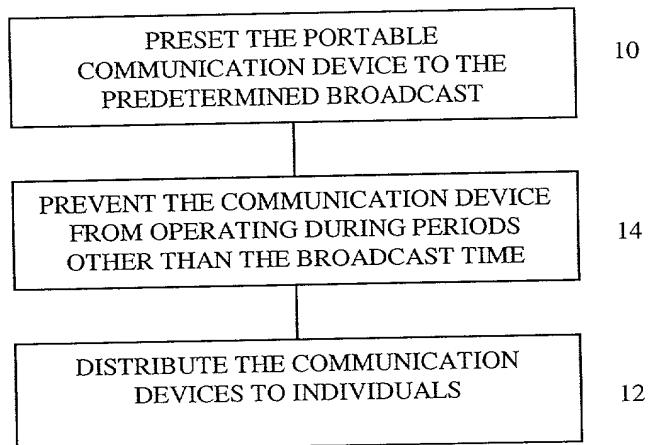 PRESET THE PORTABLE
COMMUNICATION DEVICE TO THE
PREDETERMINED BROADCAST
10
PREVENT THE COMMUNICATION DEVICE
FROM OPERATING DURING PERIODS
OTHER THAN THE BROADCAST TIME
14
DISTRIBUTE THE COMMUNICATION
DEVICES TO INDIVIDUALS
12